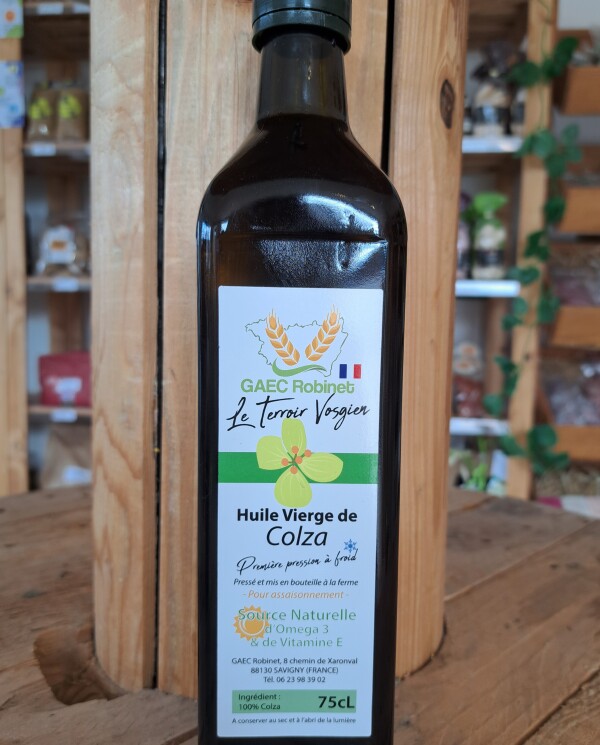 GAEC Robinet
Le Terroir Vosgien
Huile Vierge de
Colza
Première pression à froid
Pressé et mis en bouteille à la ferme
- Pour assaisonnement -
Source Naturelle
d'Omega 3
& de Vitamine E
GAEC Robinet, 8 chemin de Xaronval
88130 SAVIGNY (FRANCE)
Tél. 06 23 98 39 02
Ingrédient :
100% Colza
75cL
A conserver au sec et à l'abri de la lumière